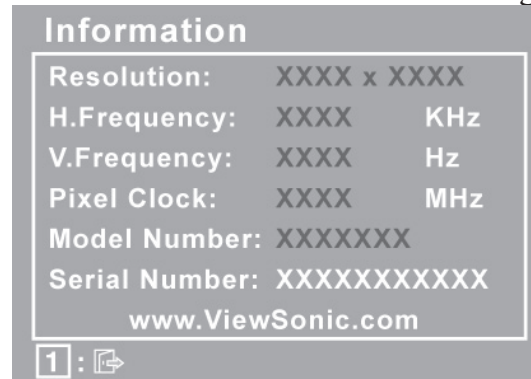 Information
Resolution: XXXX x XXXX
H.Frequency: XXXX KHz
V.Frequency: XXXX Hz
Pixel Clock: XXXX MHz
Model Number: XXXXXXX
Serial Number: XXXXXXXXXXX
www.ViewSonic.com
1 :